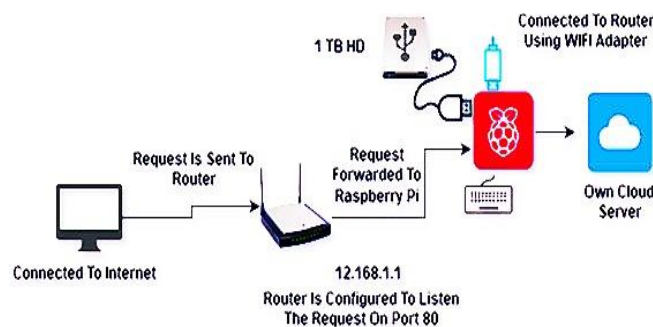 Connected To Router
Using WIFI Adapter
1 TB HD
Request Is Sent To
Router
Request
Forwarded To
Raspberry Pi
Own Cloud
Server
Connected To Internet
12.168.1.1
Router Is Configured To Listen
The Request On Port 80